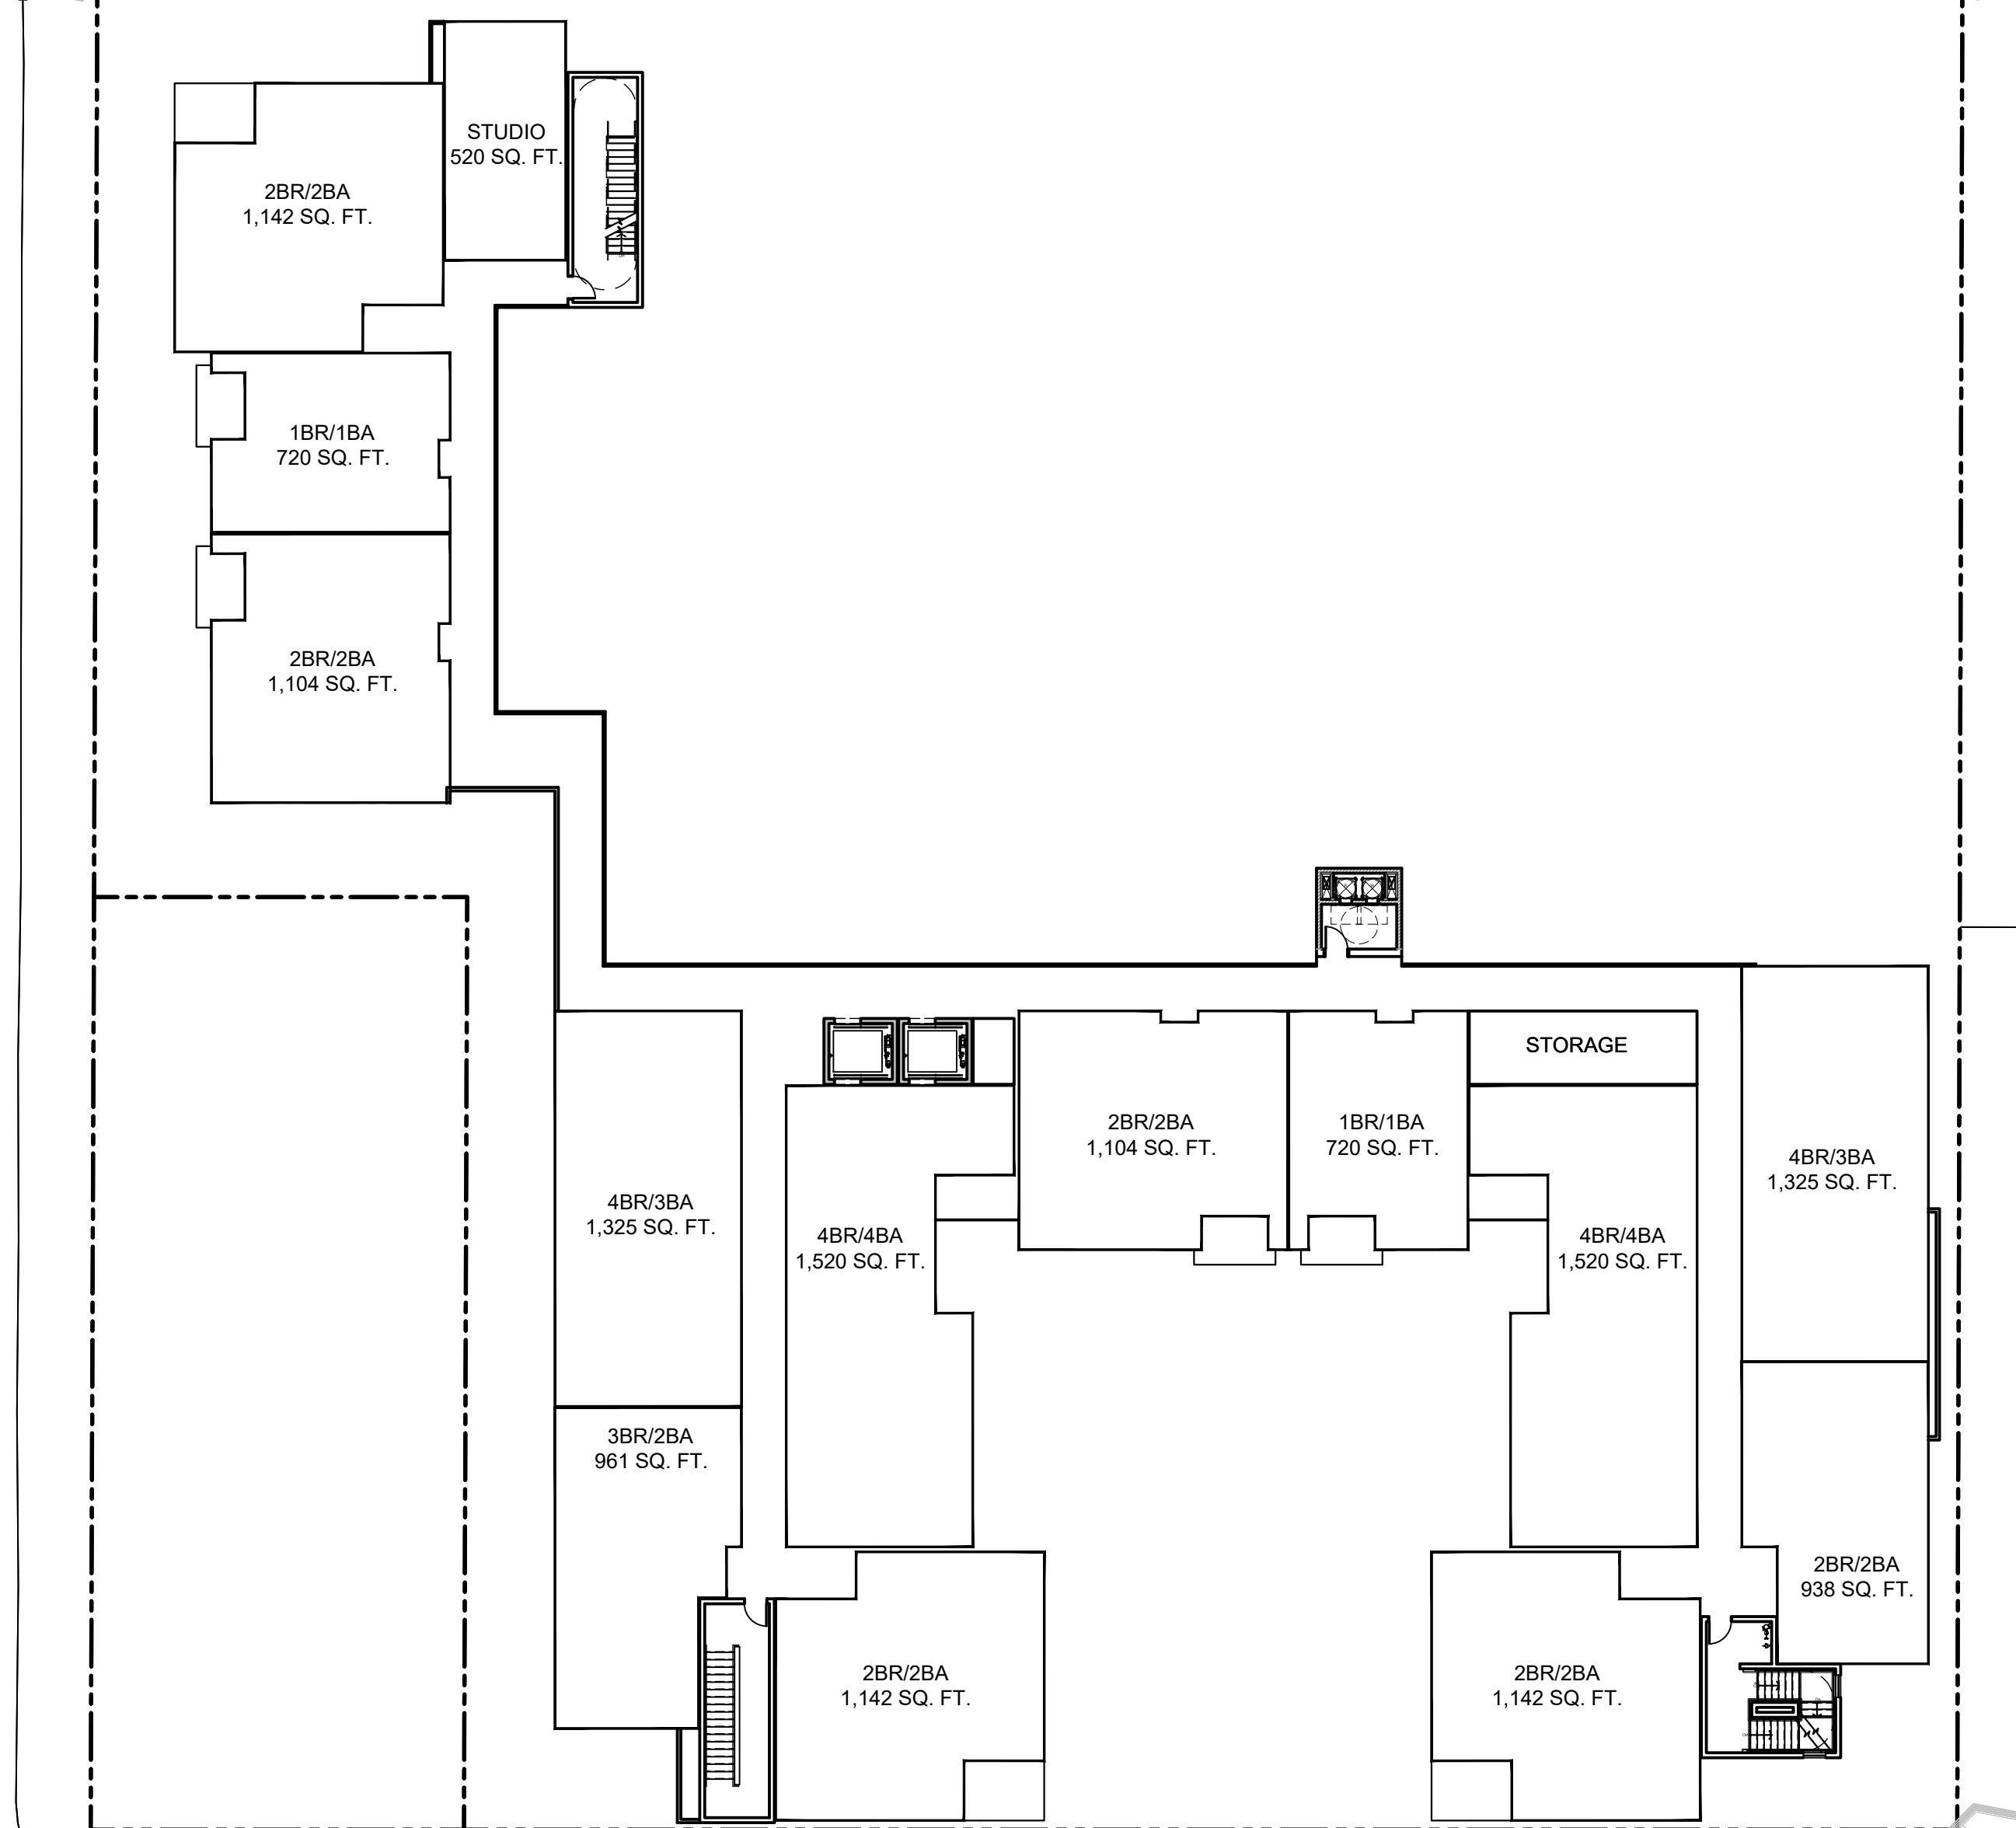 STUDIO
520 SQ. FT.
2BR/2BA
1,142 SQ. FT.
1BR/1BA
720 SQ. FT.
2BR/2BA
1,104 SQ. FT.
STORAGE
2BR/2BA
1,104 SQ. FT.
1BR/1BA
720 SQ. FT.
4BR/3BA
1,325 SQ. FT.
4BR/3BA
1,325 SQ. FT.
4BR/4BA
1,520 SQ. FT.
4BR/4BA
1,520 SQ. FT.
3BR/2BA
961 SQ. FT.
2BR/2BA
938 SQ. FT.
2BR/2BA
1,142 SQ. FT.
2BR/2BA
1,142 SQ. FT.